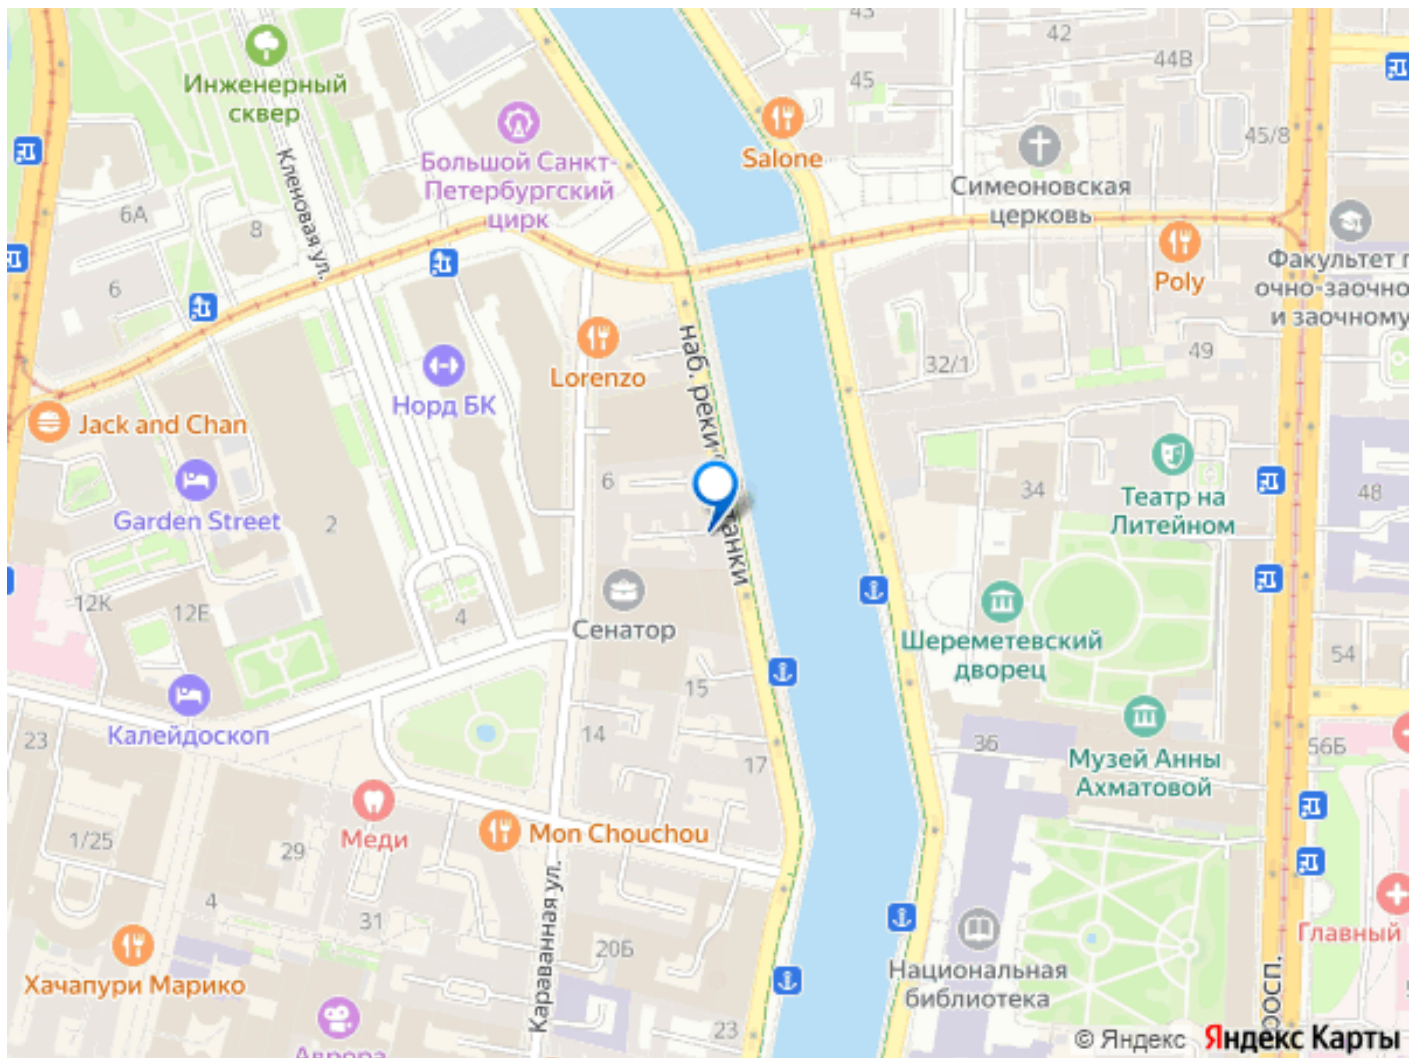 43
42
44В
45
Инженерный
сквер
45/8
Salone
Большой Санкт-
Петербургский
цирк
Симеоновская
церковь
Кленовая ул.
6А
8
Факультет
очно-заочно
и заочному
Poly
6
наб. реки
танки
49
32/1
Lorenzo
Норд БК
Jack and Chan
6
34
48
Театр на
Литейном
Garden Street
2
12К
12Е
4
Сенатор
Шереметевский
дворец
54
15
Калейдоскоп
23
14
36
56Б
17
Музей Анны
Ахматовой
Меди
Mon Chouchou
1/25
29
4
31
Караванная ул.
20Б
Хачапури Марико
Главный
Национальная
библиотека
РОСП.
23
Аврора
© Яндекс Яндекс Карты